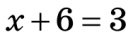 x + 6 = 3